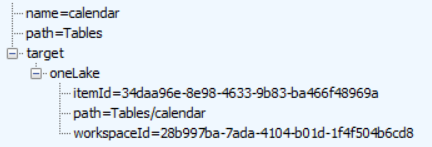 name=calendar
path=Tables
target
oneLake
itemId=34daa96e-8e98-4633-9b83-ba466f48969a
path=Tables/calendar
workspaceId=28b997ba-7ada-4104-b01d-1f4f504b6cd8